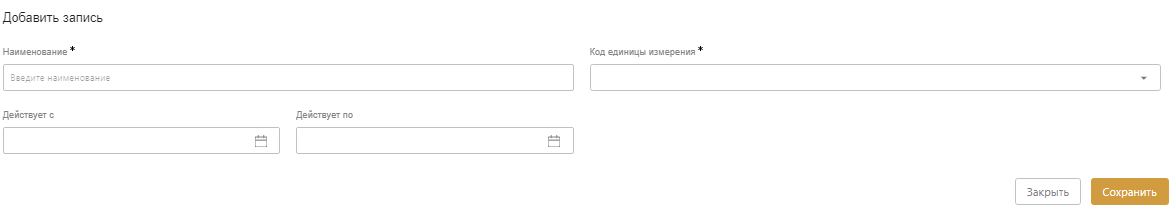 Добавить запись
Наименование *
Код единицы измерения *
Введите наименование
Действует с
Действует по
Закрыть
Сохранить